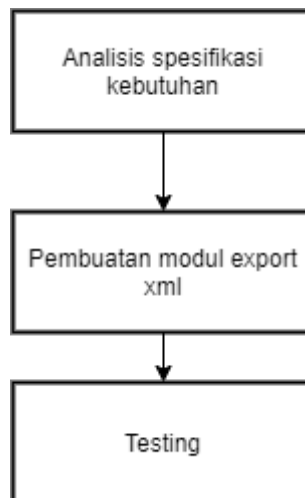 Analisis spesifikasi
kebutuhan
Pembuatan modul export
xml
Testing